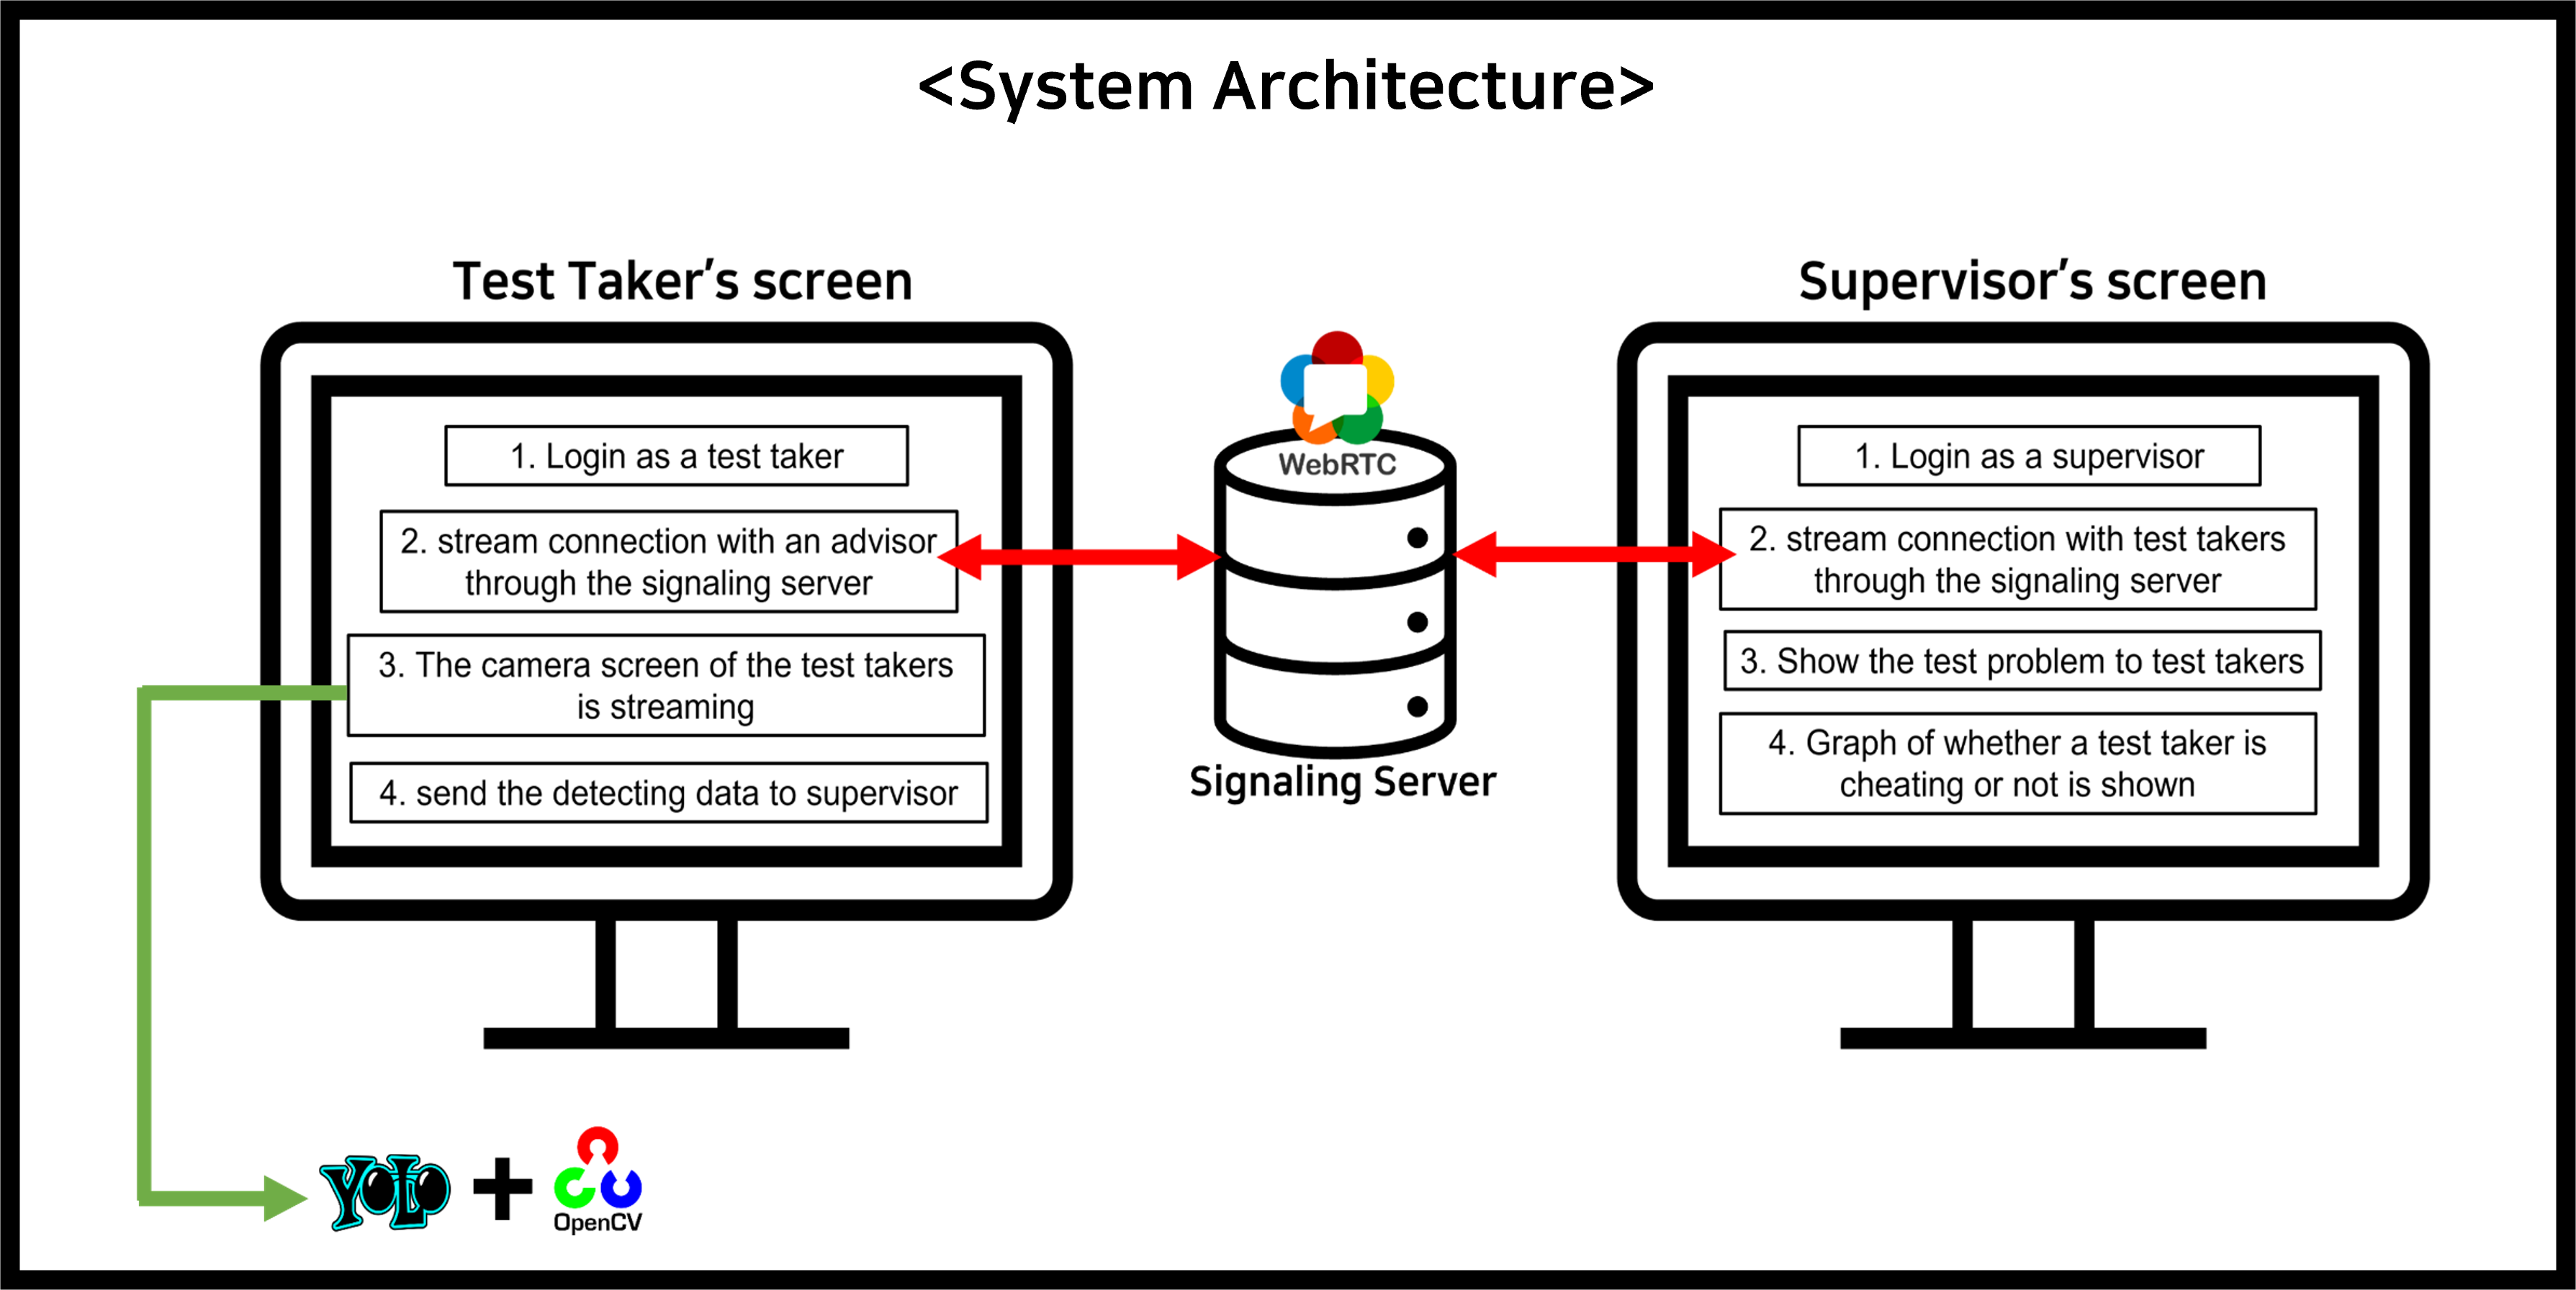 <System Architecture>
Test Taker's screen
1. Login as a test taker
2. stream connection with an advisor
through the signaling server
3. The camera screen of the test takers
is streaming
4. send the detecting data to supervisor
WebRTC
Signaling Server
Supervisor's screen
1. Login as a supervisor
2. stream connection with test takers
through the signaling server
3. Show the test problem to test takers
4. Graph of whether a test taker is
cheating or not is shown
YOLO
+
OpenCV